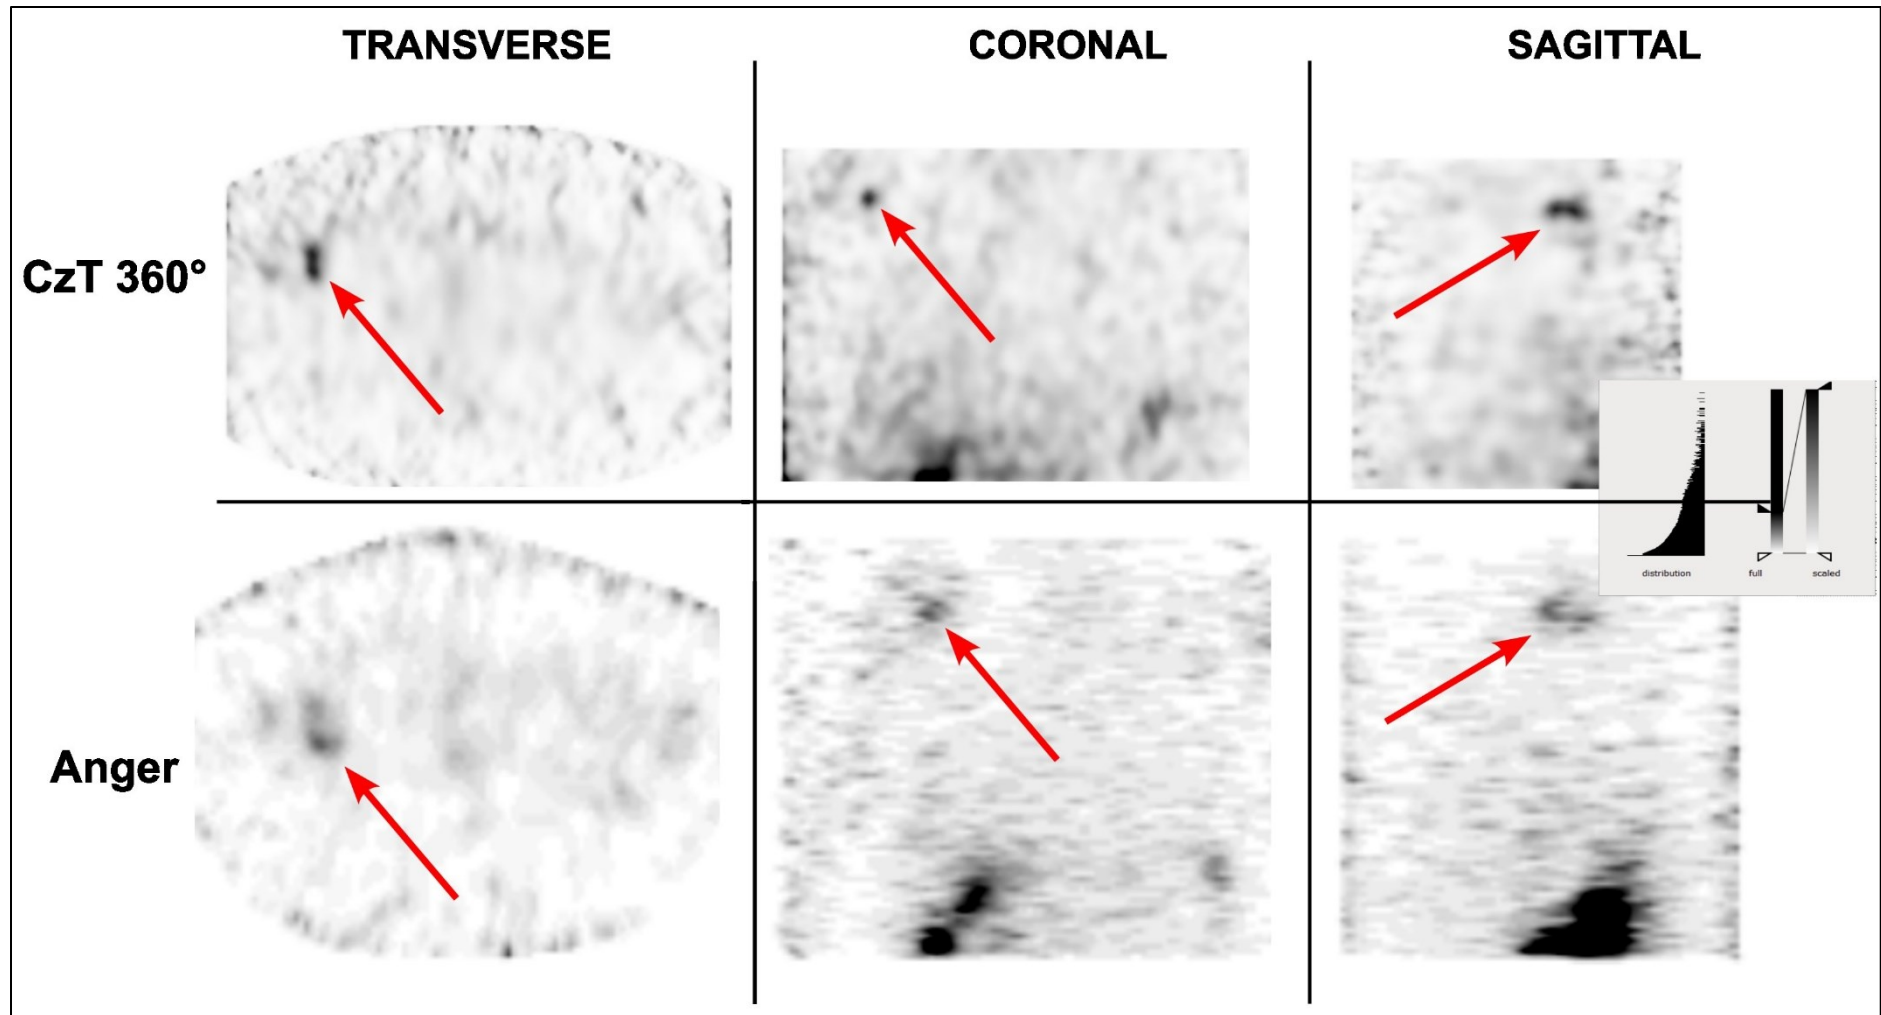 TRANSVERSE
CORONAL
SAGITTAL
CzT 360°
distribution
full
scaled
Anger